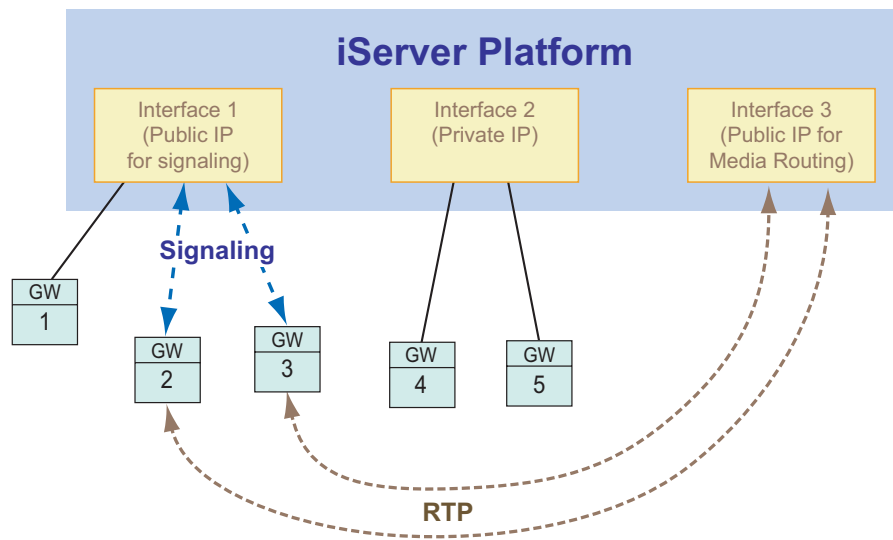 iServer Platform
Interface 1
(Public IP
for signaling)
Interface 2
(Private IP)
Interface 3
(Public IP for
Media Routing)
Signaling
GW
1
GW
2
GW
3
GW
4
GW
5
RTP